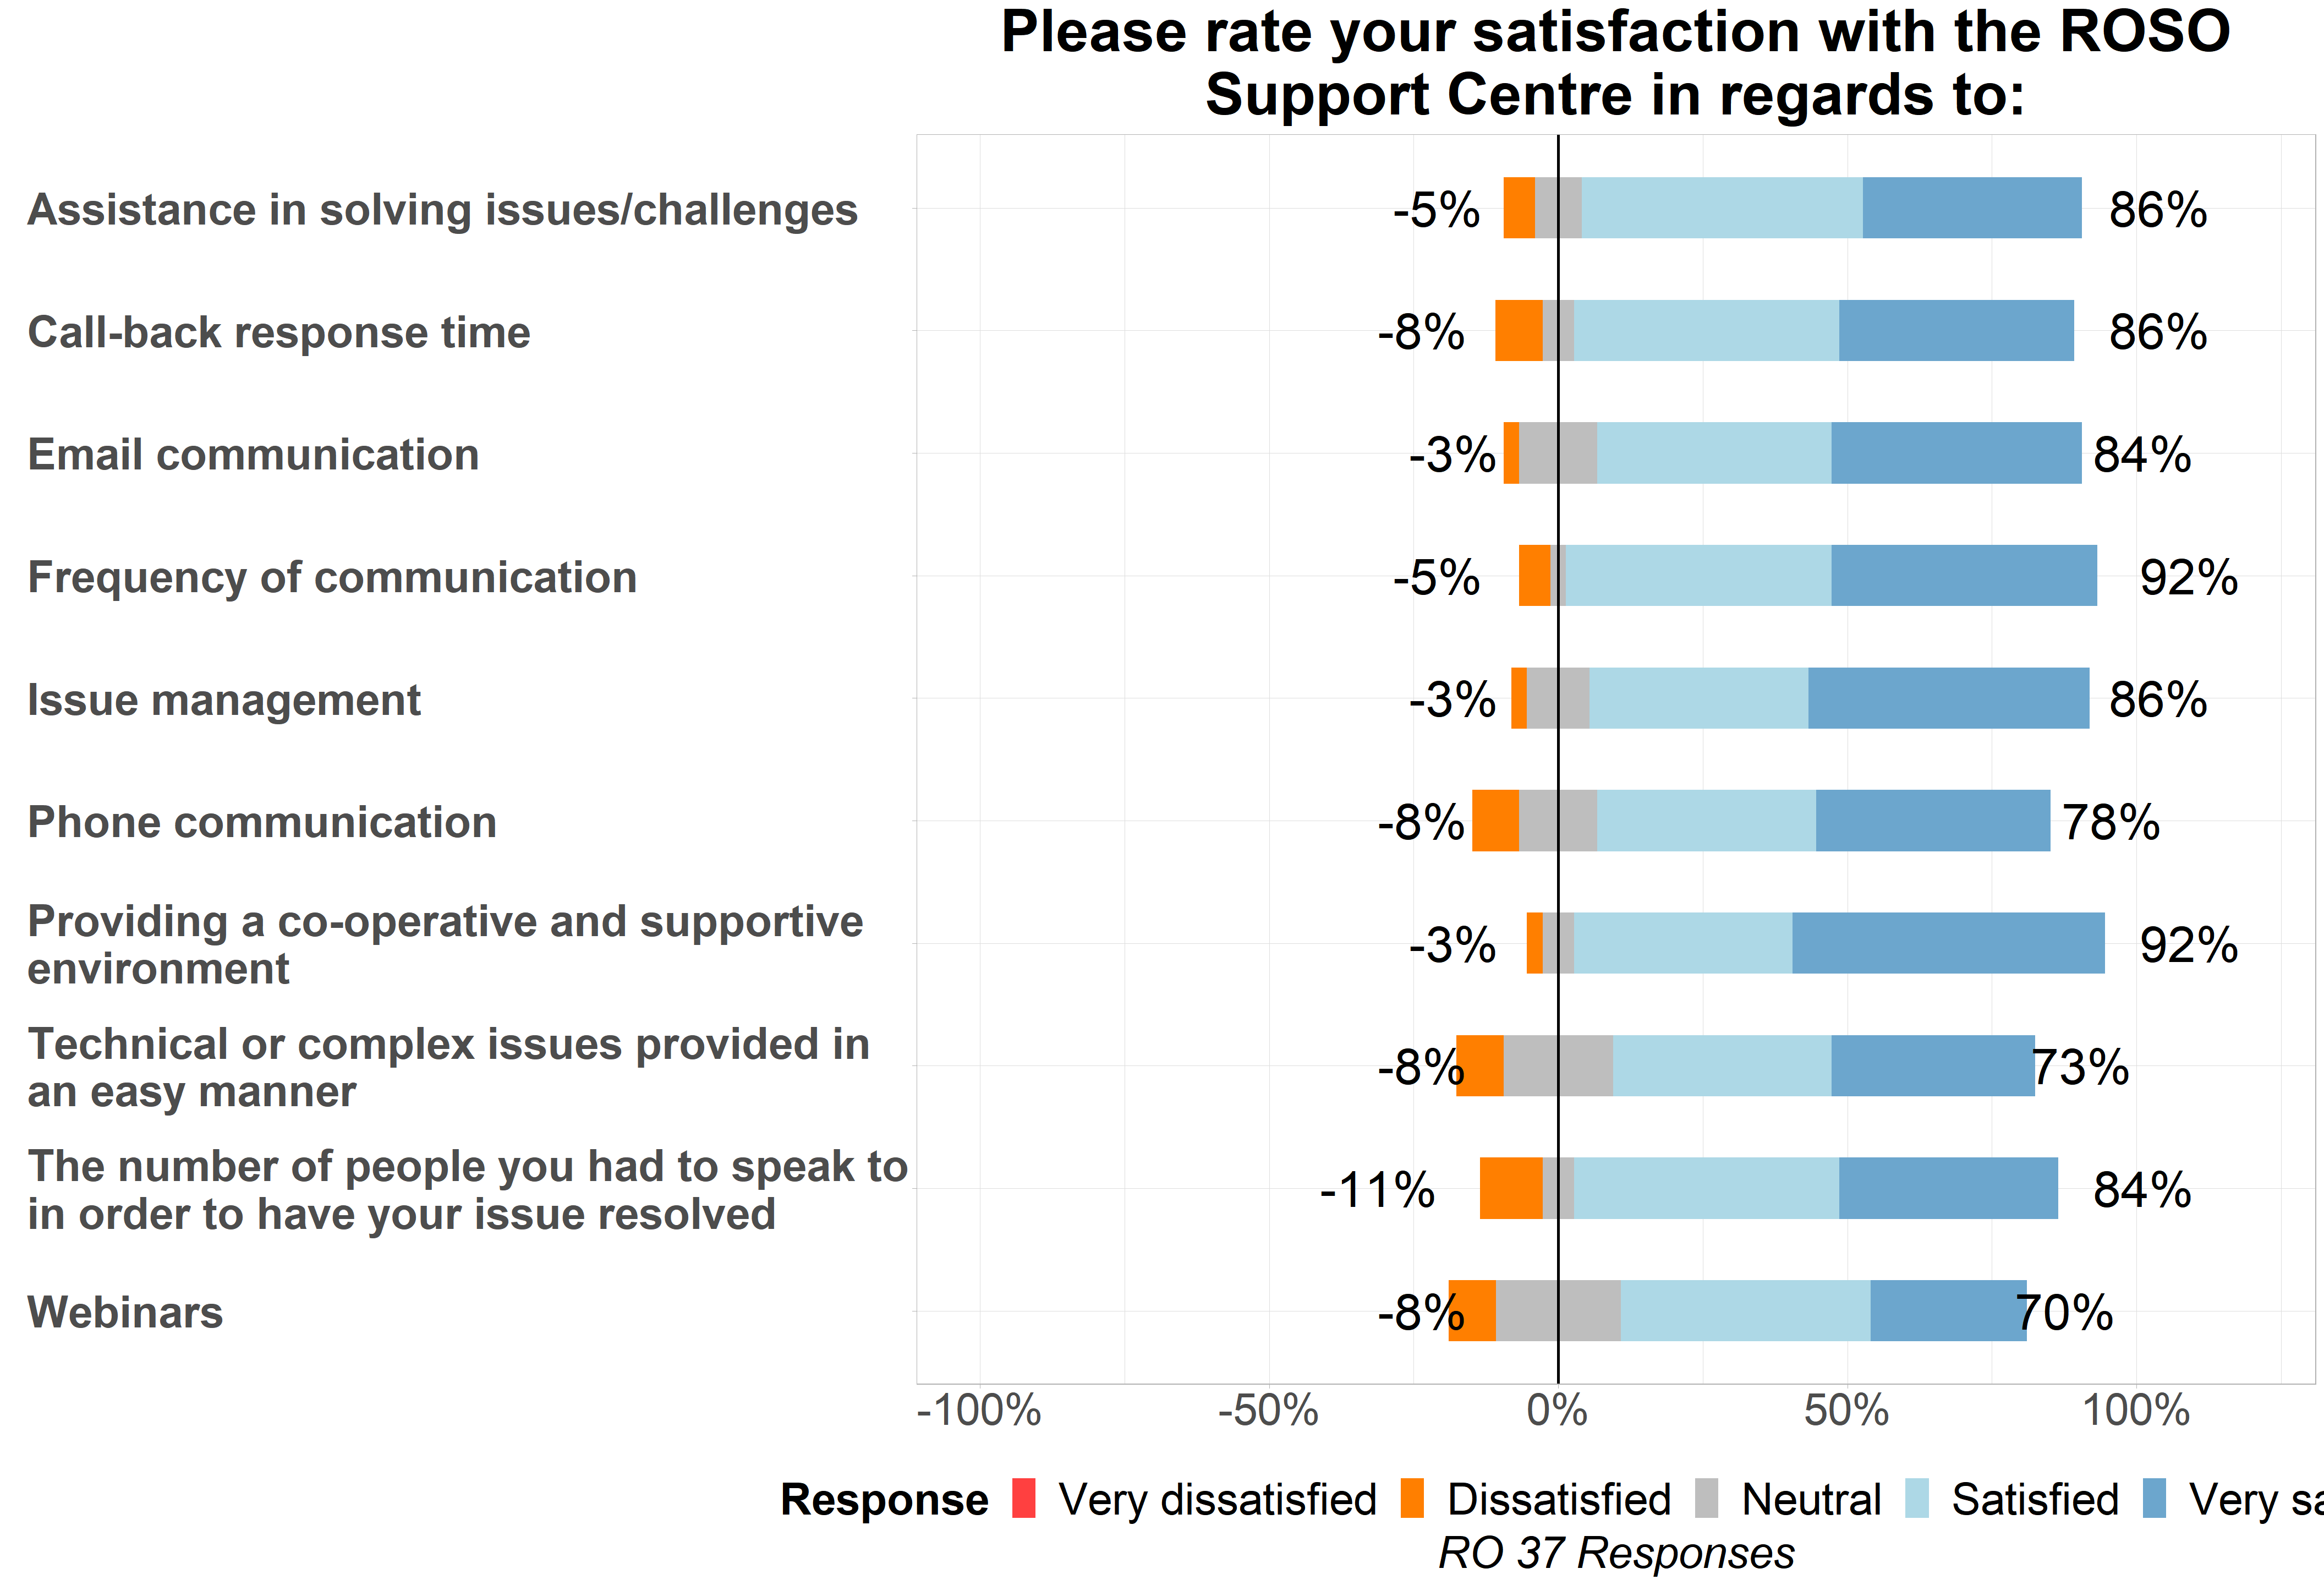 Please rate your satisfaction with the ROSO
Support Centre in regards to:
Assistance in solving issues/challenges
-5%
86%
Call-back response time
-8%
86%
Email communication
-3%
84%
Frequency of communication
-5%
92%
Issue management
-3%
86%
Phone communication
-8%
78%
Providing a co-operative and supportive
environment
-3%
92%
Technical or complex issues provided in
an easy manner
-8%
73%
The number of people you had to speak to
in order to have your issue resolved
-11%
84%
Webinars
-8%
70%
-100% -50% 0% 50% 100%
Response Very dissatisfied Dissatisfied Neutral Satisfied Very
RO 37 Responses